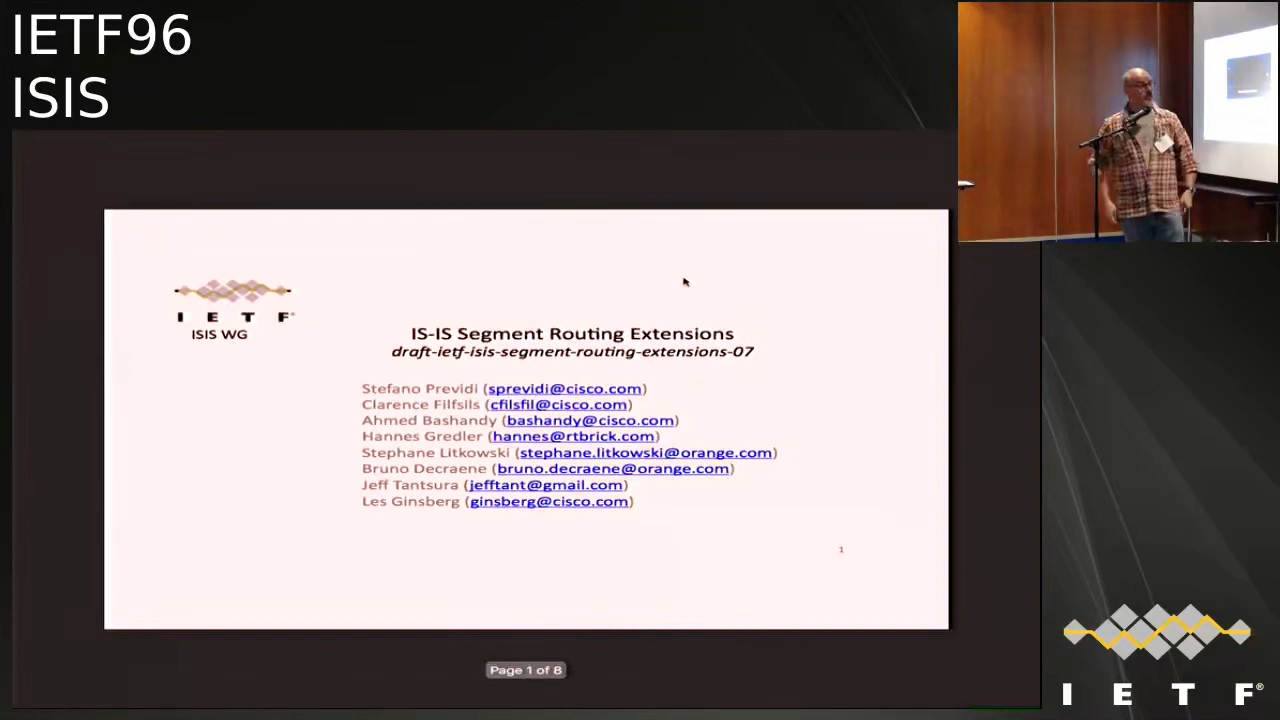 IETF96
ISIS
I E T F®
ISIS WG
IS-IS Segment Routing Extensions
draft-ietf-isis-segment-routing-extensions-07
Stefano Previdi (sprevidi@cisco.com)
Clarence Filfsils (cfilsfil@cisco.com)
Ahmed Bashandy (bashandy@cisco.com)
Hannes Gredler (hannes@rtbrick.com)
Stephane Litkowski (stephane.litkowski@orange.com)
Bruno Decraene (bruno.decraene@orange.com)
Jeff Tantsura (jefftant@gmail.com)
Les Ginsberg (ginsberg@cisco.com)
1
Page 1 of 8
I E T F®